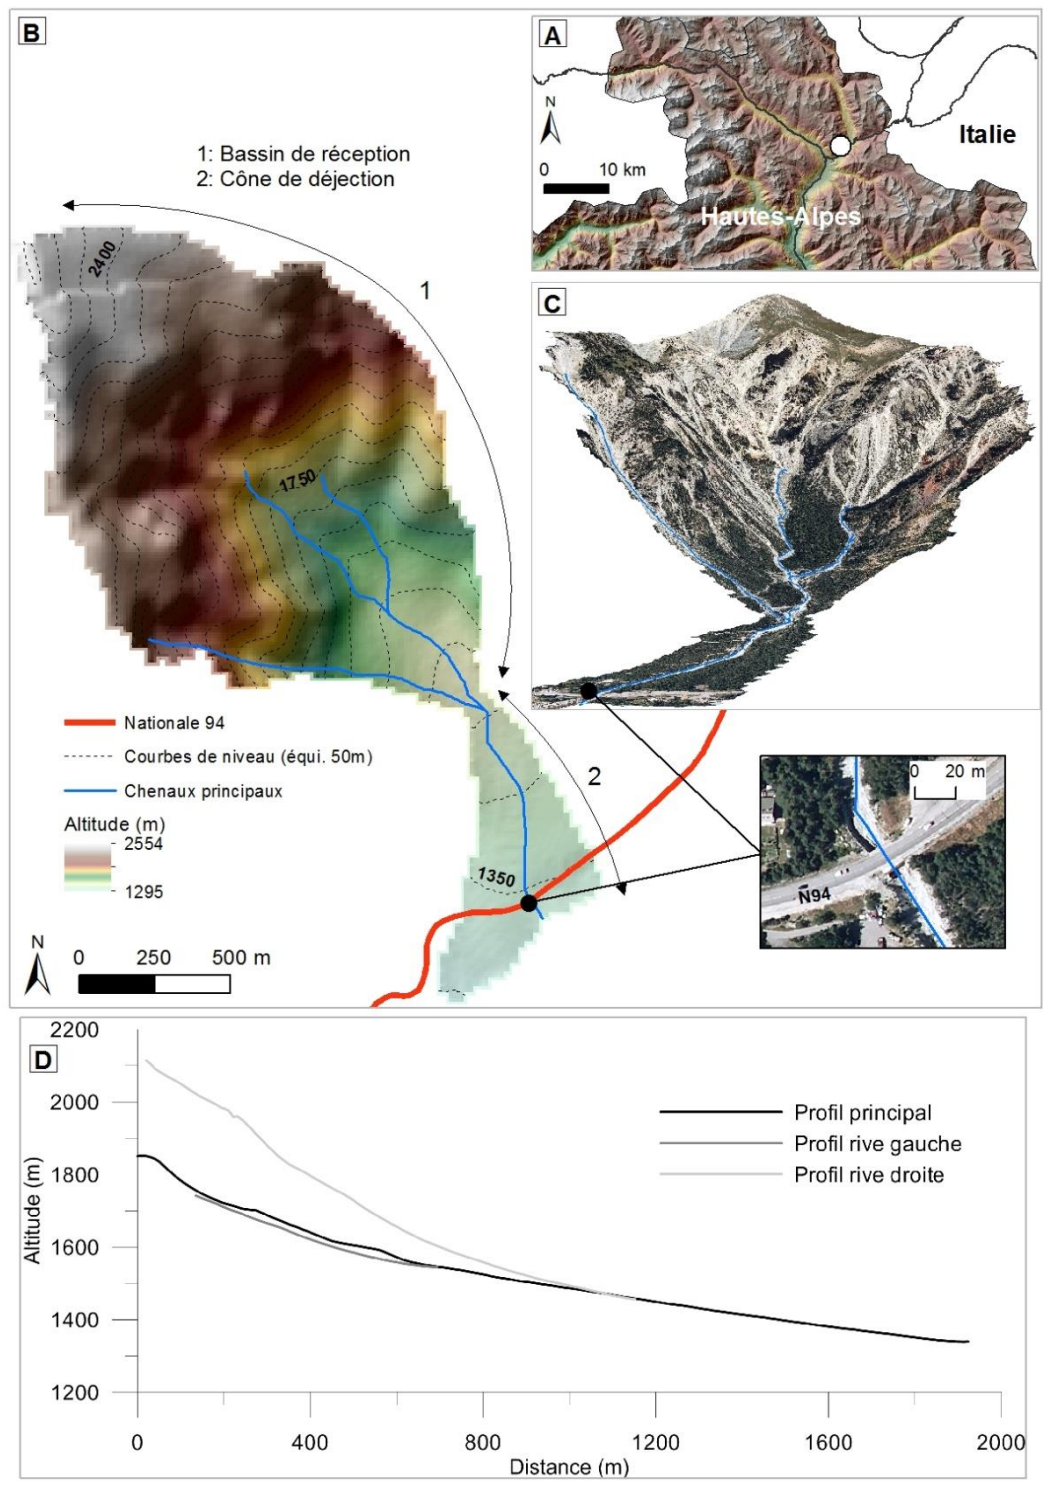 B
1: Bassin de réception
2: Cône de déjection
2400
1
1750
Nationale 94
Courbes de niveau (équi. 50m)
Chenaux principaux
Altitude (m)
2554
1295
N
0 250 500 m
1350
2
A
N
0 10 km
Italie
Hautes-Alpes
C
0 20 m
N94
D
2200
2000
1800
1600
1400
1200
Altitude (m)
Profil principal
Profil rive gauche
Profil rive droite
0 400 800 1200 1600 2000
Distance (m)